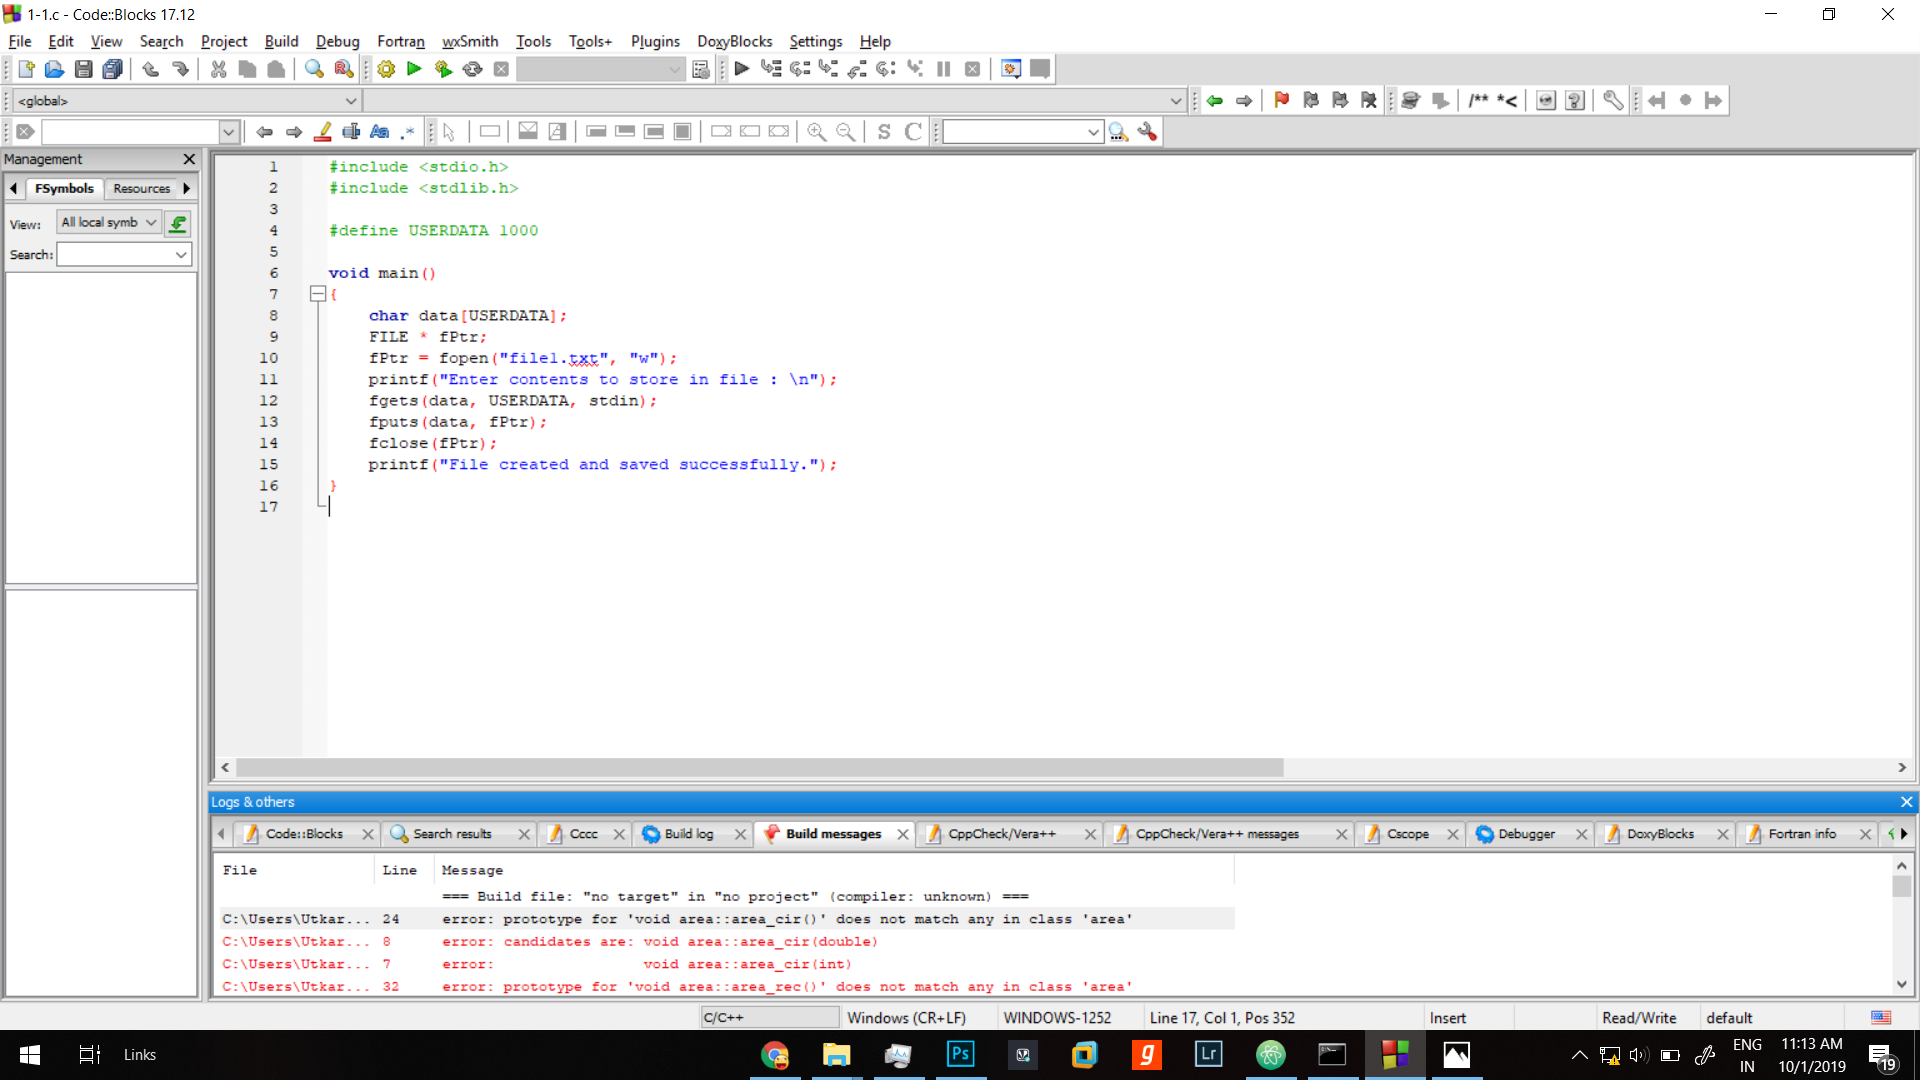 1-1.c - Code::Blocks 17.12
File Edit View Search Project Build Debug Fortran wxSmith Tools Tools+ Plugins DoxyBlocks Settings Help
<global>
/** *<
Aa .*
S C
Management
FSymbols Resources
View: All local symb
Search:
1 #include <stdio.h>
2 #include <stdlib.h>
3
4 #define USERDATA 1000
5
6 void main()
7 {
8 char data[USERDATA];
9 FILE * fPtr;
10 fPtr = fopen("file1.txt", "w");
11 printf("Enter contents to store in file : \n");
12 fgets(data, USERDATA, stdin);
13 fputs(data, fPtr);
14 fclose(fPtr);
15 printf("File created and saved successfully.");
16 }
17
Logs & others
Code::Blocks Search results Cccc Build log Build messages CppCheck/Vera++ CppCheck/Vera++ messages Cscope Debugger DoxyBlocks Fortran info
File Line Message
=== Build file: "no target" in "no project" (compiler: unknown) ===
C:\Users\Utkar... 24 error: prototype for 'void area::area_cir()' does not match any in class 'area'
C:\Users\Utkar... 8 error: candidates are: void area::area_cir(double)
C:\Users\Utkar... 7 error: void area::area_cir(int)
C:\Users\Utkar... 32 error: prototype for 'void area::area_rec()' does not match any in class 'area'
C/C++ Windows (CR+LF) WINDOWS-1252 Line 17, Col 1, Pos 352 Insert Read/Write default
Links
Ps
g
Lr
ENG
IN
11:13 AM
10/1/2019
19